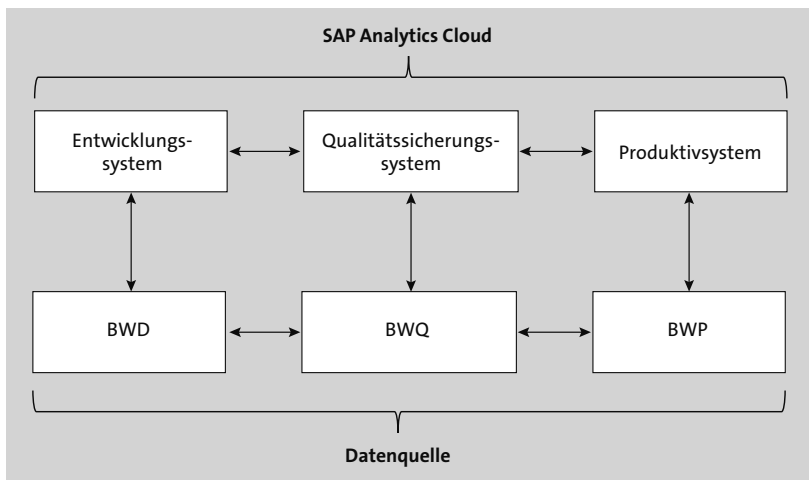 SAP Analytics Cloud
Entwicklungs-
system
Qualitätssicherungs-
system
Produktivsystem
BWD
BWQ
BWP
Datenquelle